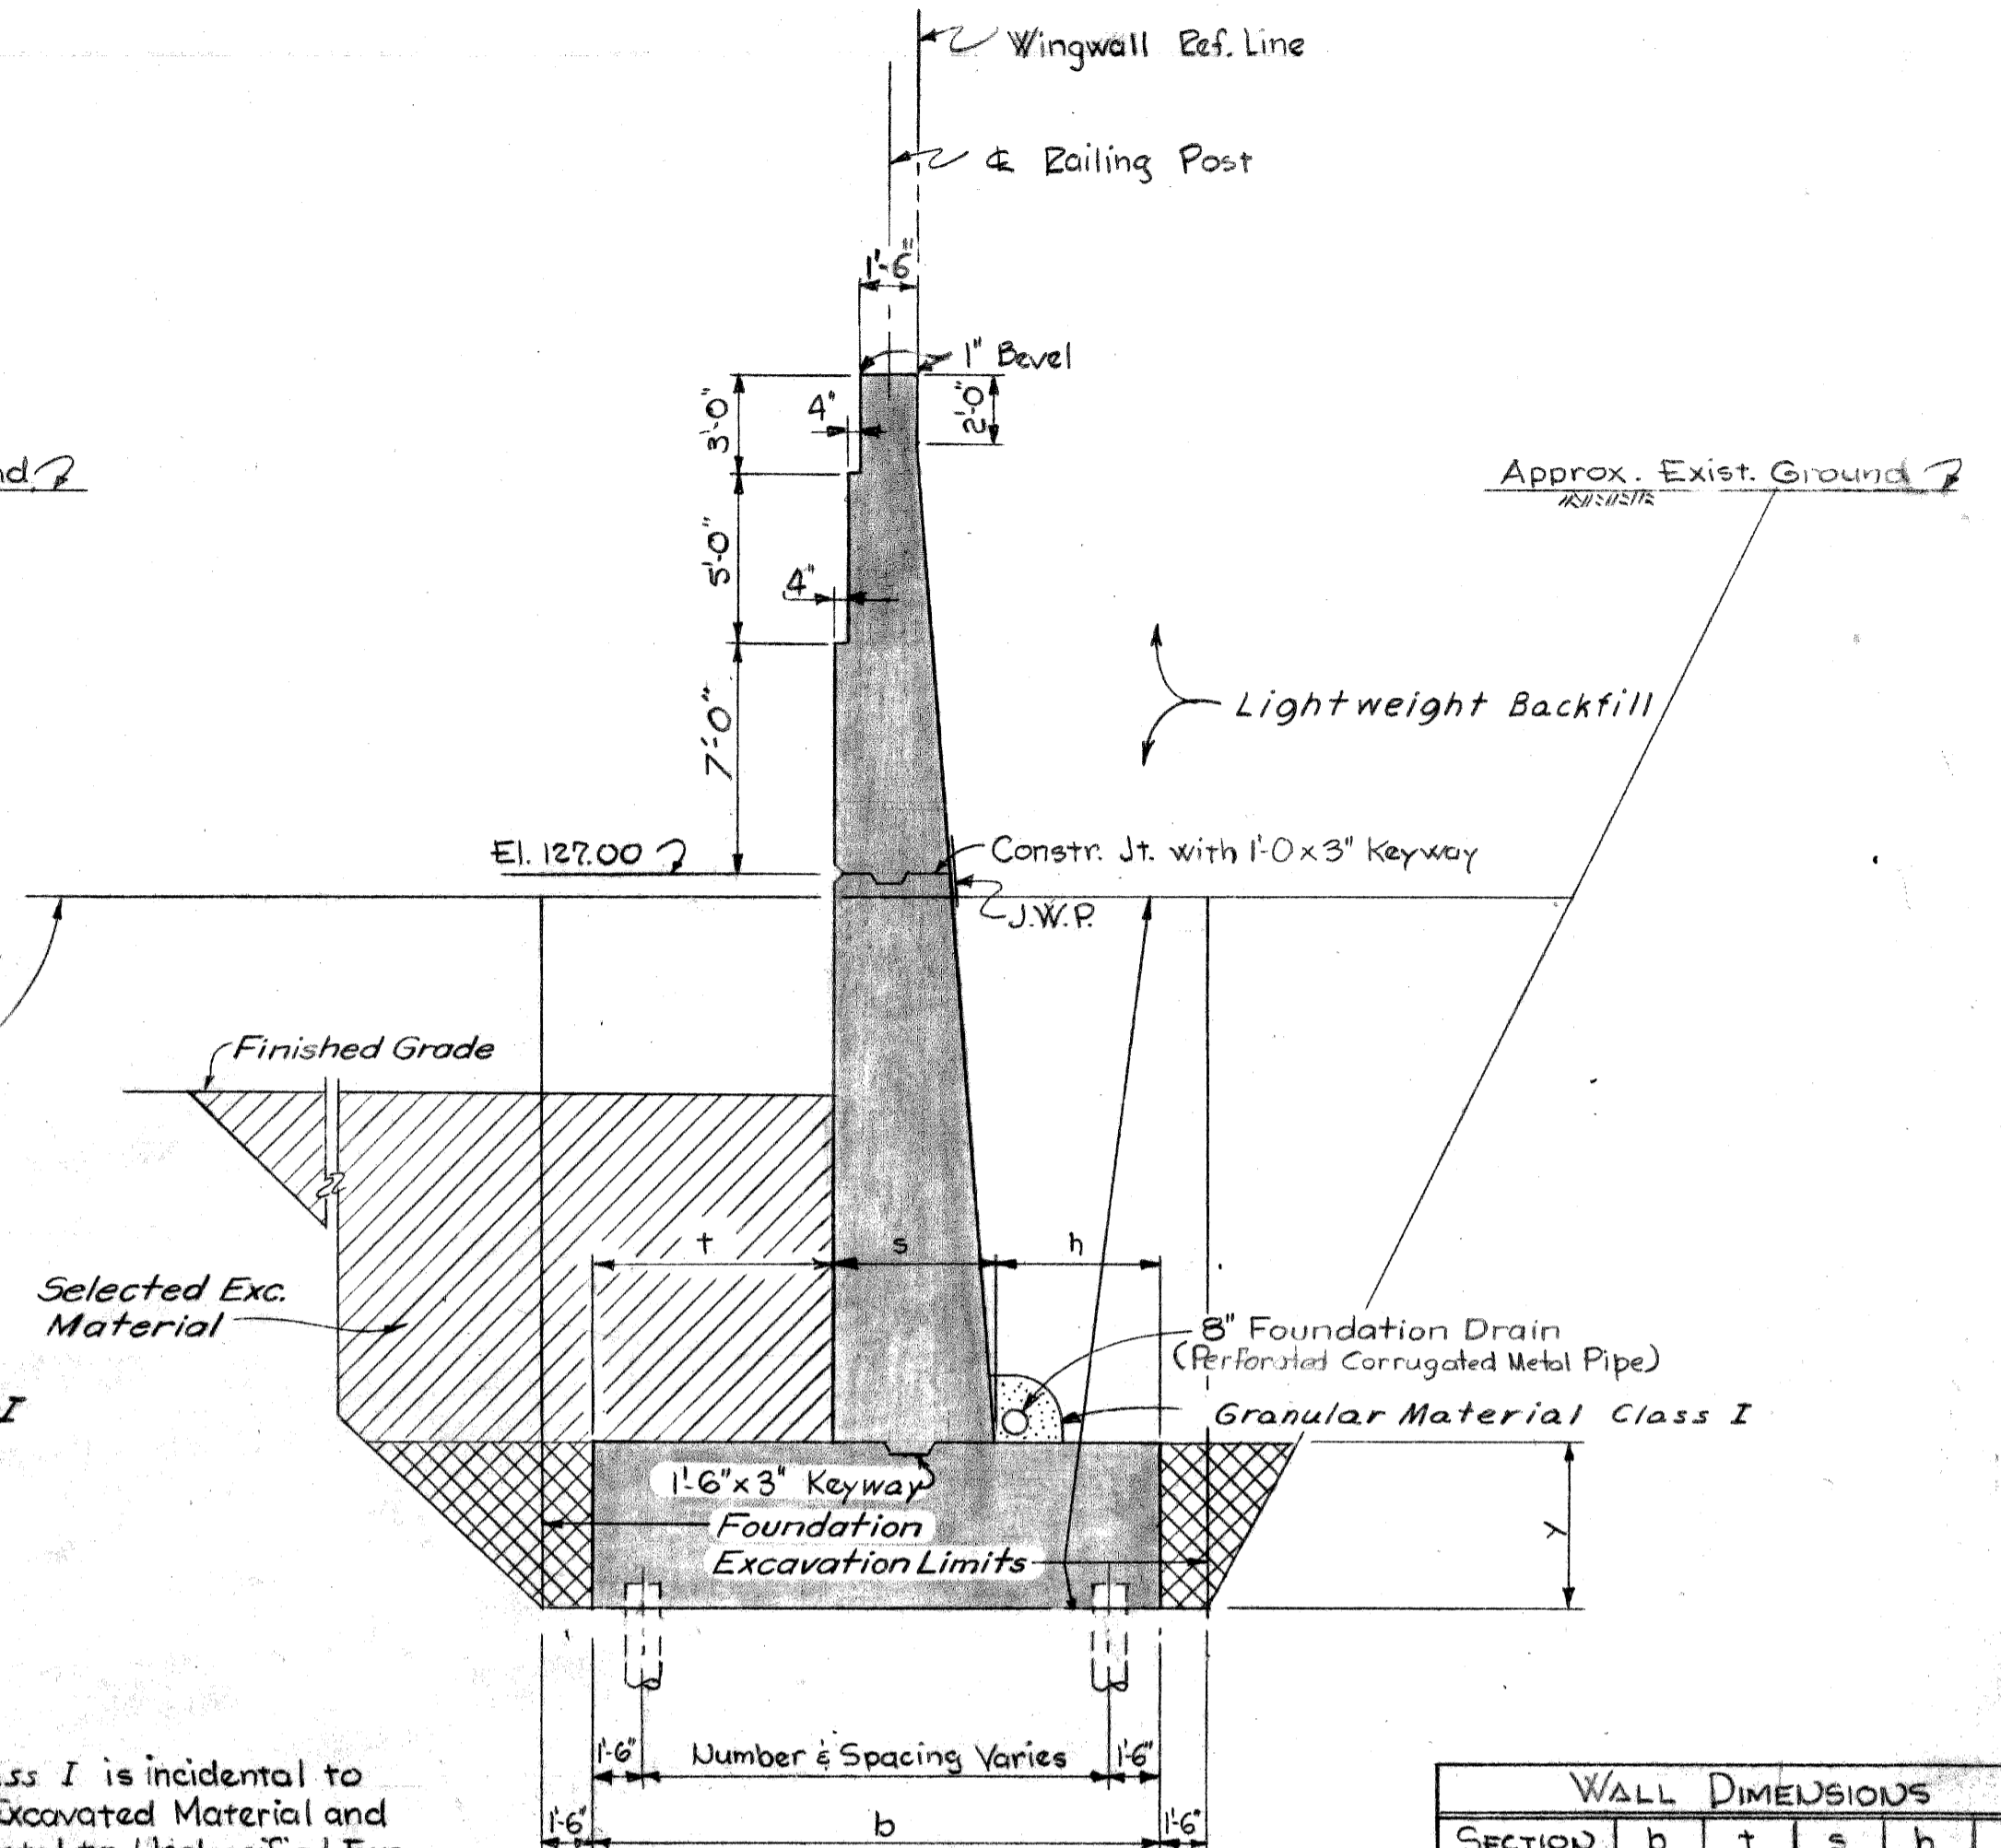 Wingwall Ref. Line
℄ Railing Post
1'-6"
1" Bevel
3'-0"
4"
2'-0"
nd
Approx. Exist. Ground
5'-0"
4"
7'-0"
Lightweight Backfill
El. 127.00
Constr. Jt. with 1'-0 x 3" Keyway
J.W.P.
Finished Grade
t
s
h
Selected Exc.
Material
8" Foundation Drain
(Perforated Corrugated Metal Pipe)
I
Granular Material Class I
1'-6" x 3" Keyway
Foundation
Excavation Limits
Y
1'-6"
Number & Spacing Varies
1'-6"
ss I is incidental to
Excavated Material and
1'-6"
b
1'-6"
WALL DIMENSIONS
SECTION b t s h